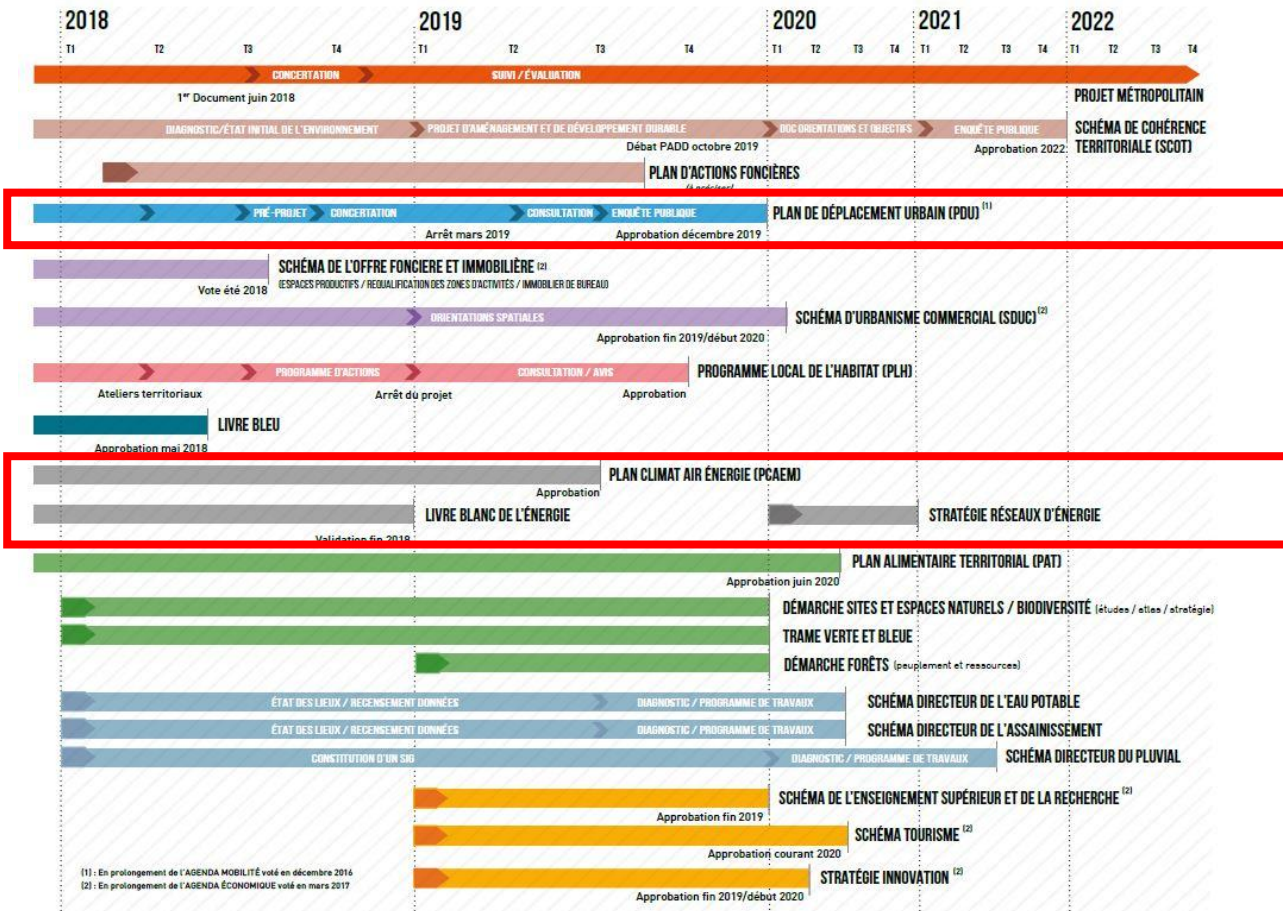 2018 2019 2020 2021 2022
T1 T2 T3 T4 T1 T2 T3 T4 T1 T2 T3 T4 T1 T2 T3 T4 T1 T2 T3 T4
CONCERTATION SUIVI / ÉVALUATION
1er Document juin 2018 PROJET MÉTROPOLITAIN
DIAGNOSTIC/ÉTAT INITIAL DE L'ENVIRONNEMENT PROJET D'AMÉNAGEMENT ET DE DÉVELOPPEMENT DURABLE DOC ORIENTATIONS ET OBJECTIFS ENQUÊTE PUBLIQUE SCHÉMA DE COHÉRENCE
Débat PADD octobre 2019 Approbation 2022 TERRITORIALE (SCOT)
PLAN D'ACTIONS FONCIÈRES
(à préciser)
PRÉ-PROJET CONCERTATION CONSULTATION ENQUÊTE PUBLIQUE PLAN DE DÉPLACEMENT URBAIN (PDU) (1)
Arrêt mars 2019 Approbation décembre 2019
SCHÉMA DE L'OFFRE FONCIERE ET IMMOBILIÈRE (2)
Vote été 2018 (ESPACES PRODUCTIFS / REQUALIFICATION DES ZONES D'ACTIVITÉS / IMMOBILIER DE BUREAU)
ORIENTATIONS SPATIALES SCHÉMA D'URBANISME COMMERCIAL (SDUC) (2)
Approbation fin 2019/début 2020
PROGRAMME D'ACTIONS CONSULTATION / AVIS PROGRAMME LOCAL DE L'HABITAT (PLH)
Ateliers territoriaux Arrêt du projet Approbation
LIVRE BLEU
Approbation mai 2018
PLAN CLIMAT AIR ÉNERGIE (PCAEM)
Approbation
LIVRE BLANC DE L'ÉNERGIE STRATÉGIE RÉSEAUX D'ÉNERGIE
Validation fin 2018
PLAN ALIMENTAIRE TERRITORIAL (PAT)
Approbation juin 2020
DÉMARCHE SITES ET ESPACES NATURELS / BIODIVERSITÉ (études / atlas / stratégie)
TRAME VERTE ET BLEUE
DÉMARCHE FORÊTS (peuplement et ressources)
ÉTAT DES LIEUX / RECENSEMENT DONNÉES DIAGNOSTIC / PROGRAMME DE TRAVAUX SCHÉMA DIRECTEUR DE L'EAU POTABLE
ÉTAT DES LIEUX / RECENSEMENT DONNÉES DIAGNOSTIC / PROGRAMME DE TRAVAUX SCHÉMA DIRECTEUR DE L'ASSAINISSEMENT
CONSTITUTION D'UN SIG DIAGNOSTIC / PROGRAMME DE TRAVAUX SCHÉMA DIRECTEUR DU PLUVIAL
SCHÉMA DE L'ENSEIGNEMENT SUPÉRIEUR ET DE LA RECHERCHE (2)
Approbation fin 2019
SCHÉMA TOURISME (2)
Approbation courant 2020
(1) : En prolongement de l'AGENDA MOBILITÉ voté en décembre 2016
(2) : En prolongement de l'AGENDA ÉCONOMIQUE voté en mars 2017
STRATÉGIE INNOVATION (2)
Approbation fin 2019/début 2020